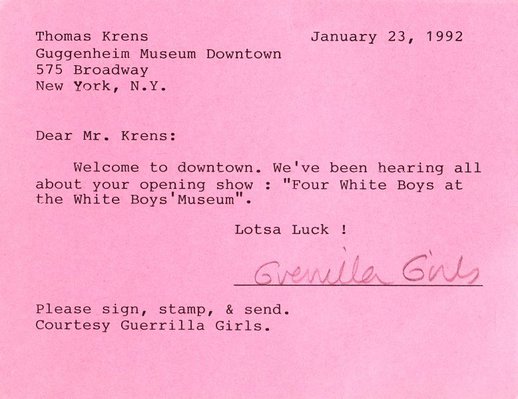 Thomas Krens January 23, 1992
Guggenheim Museum Downtown
575 Broadway
New York, N.Y.
Dear Mr. Krens:
Welcome to downtown. We've been hearing all
about your opening show : "Four White Boys at
the White Boys'Museum".
Lotsa Luck !
Guerrilla Girls
Please sign, stamp, & send.
Courtesy Guerrilla Girls.